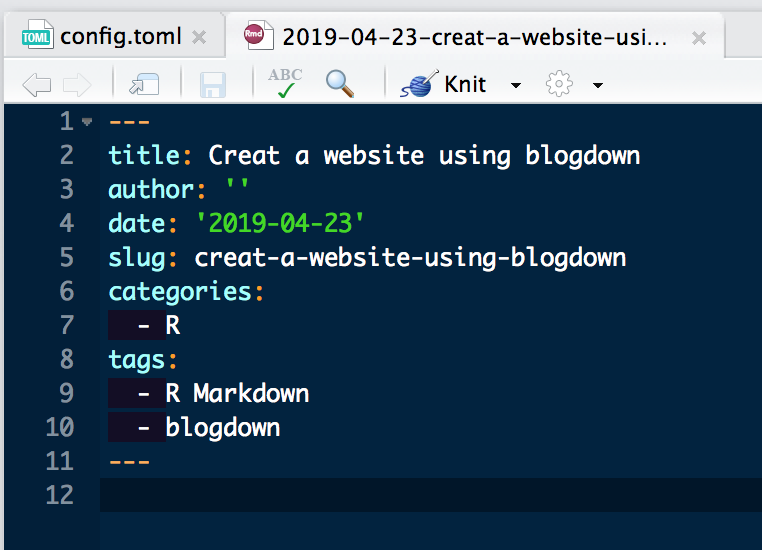 TOML config.toml × Rmd 2019-04-23-creat-a-website-usi... ×
ABC Knit
1 ---
2 title: Creat a website using blogdown
3 author: ''
4 date: '2019-04-23'
5 slug: creat-a-website-using-blogdown
6 categories:
7   - R
8 tags:
9   - R Markdown
10   - blogdown
11 ---
12